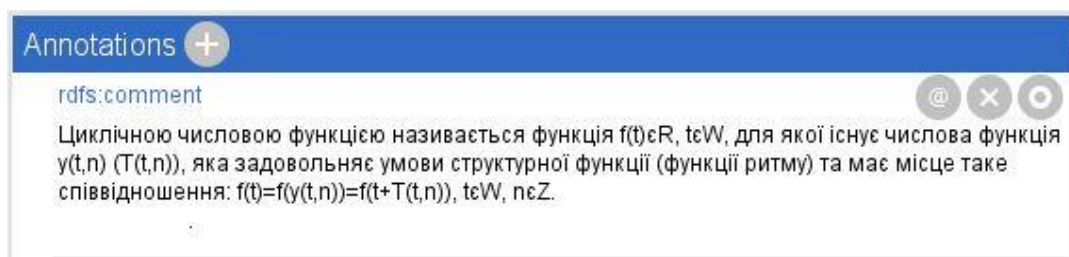 Annotations
rdfs:comment
Циклічною числовою функцією називається функція f(t)єR, tєW, для якої існує числова функція
y(t,n) (T(t,n)), яка задовольняє умови структурної функції (функції ритму) та має місце таке
співвідношення: f(t)=f(y(t,n))=f(t+T(t,n)), tєW, nєZ.